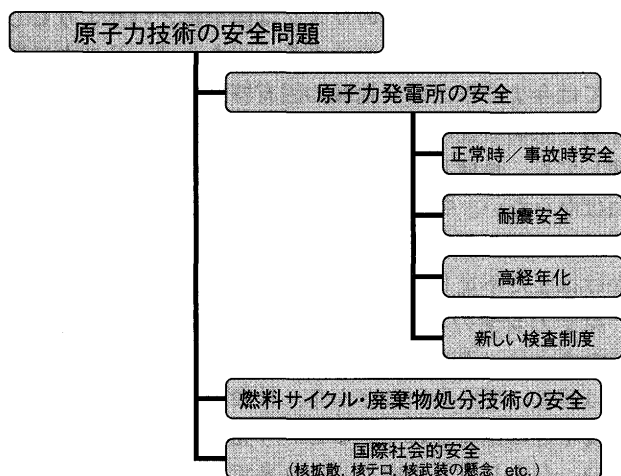 原子力技術の安全問題
原子力発電所の安全
正常時／事故時安全
耐震安全
高経年化
新しい検査制度
燃料サイクル・廃棄物処分技術の安全
国際社会的安全
(核拡散, 核テロ, 核武装の懸念 etc.)